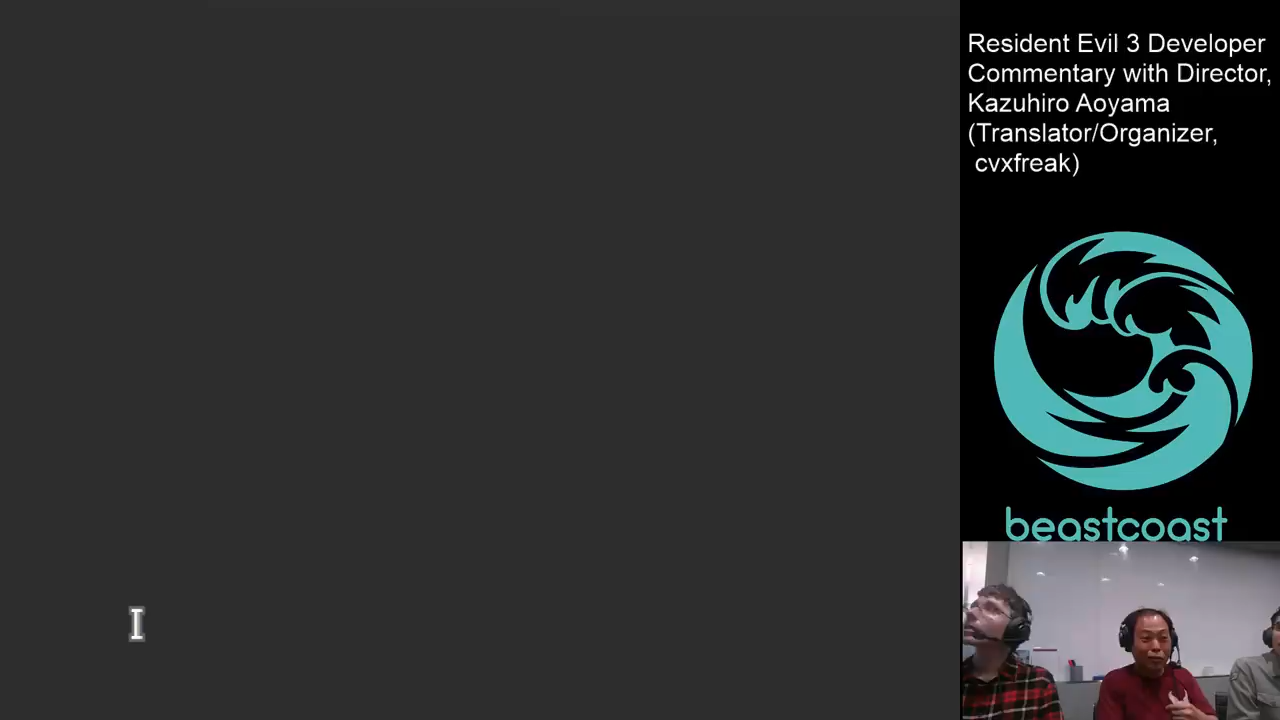 Resident Evil 3 Developer
Commentary with Director,
Kazuhiro Aoyama
(Translator/Organizer,
cvxfreak)
beastcoast